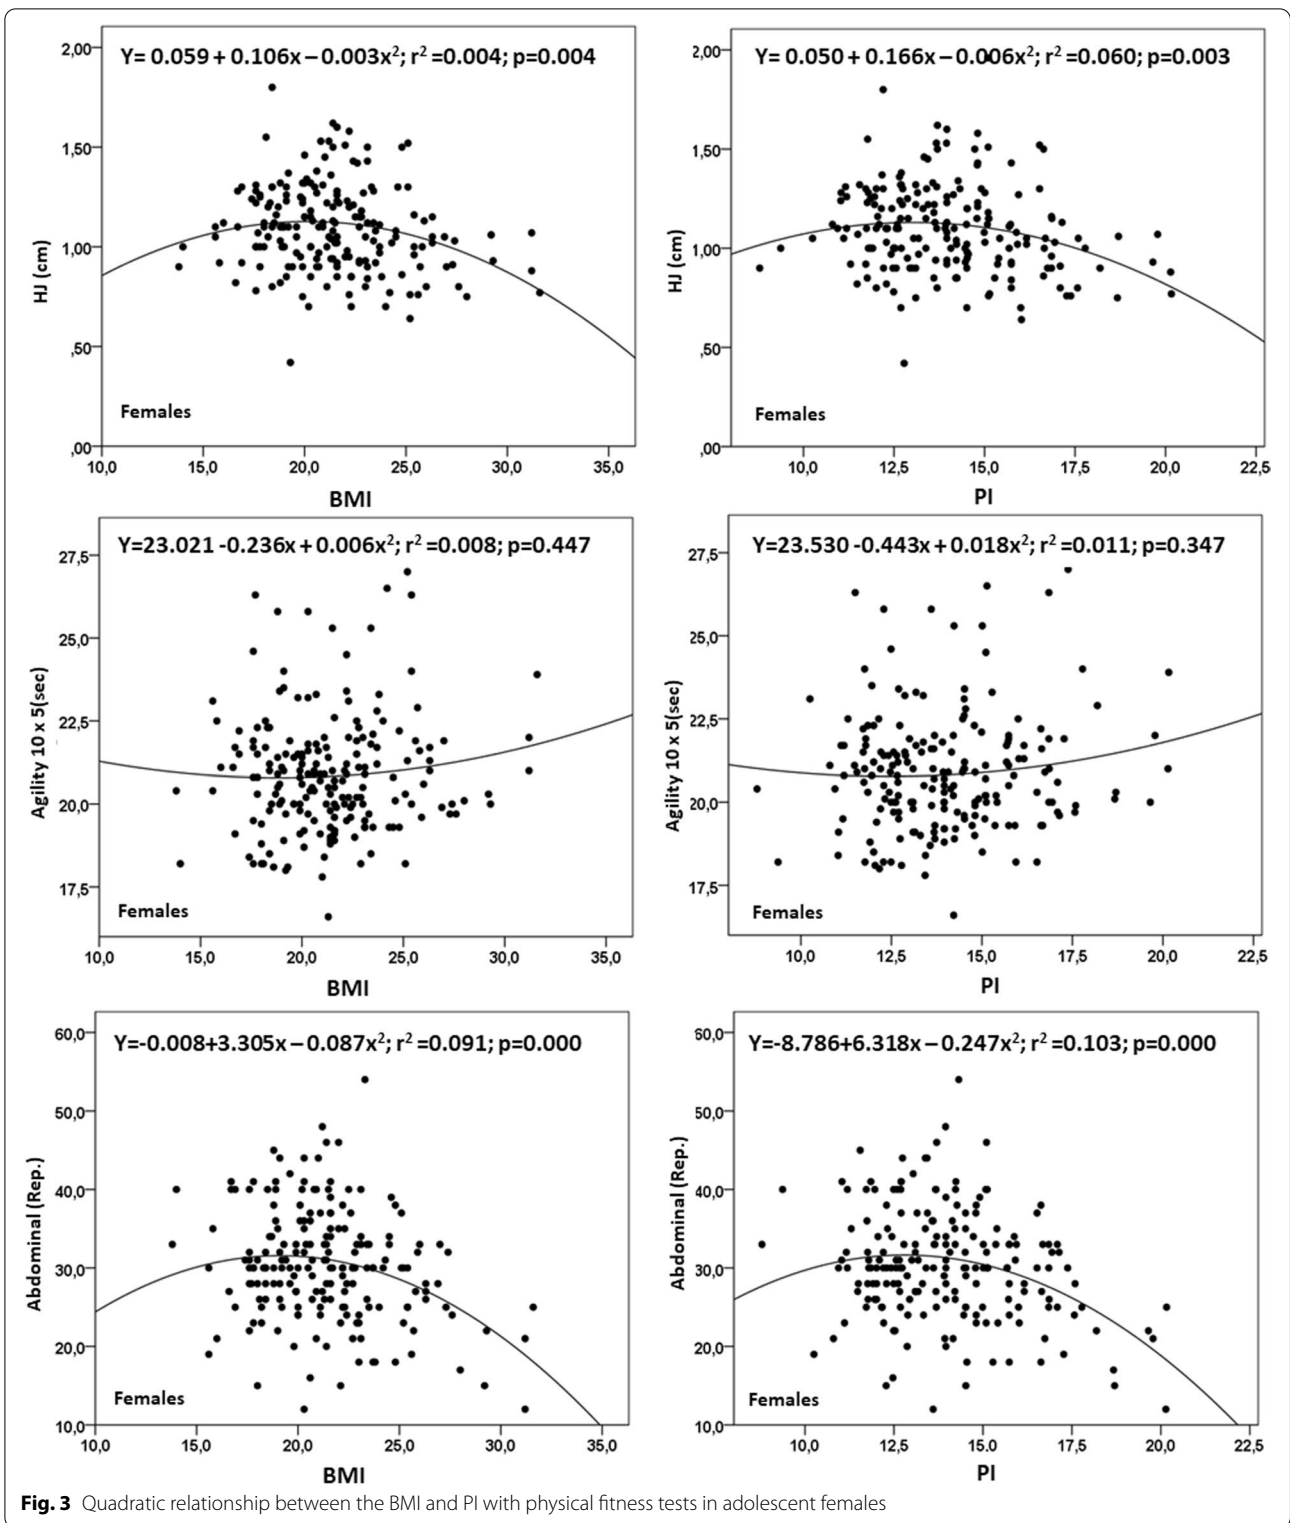 Y= 0.059 + 0.106x – 0.003x²; r² =0.004; p=0.004
2,00
1,50
1,00
,50
,00
HJ (cm)
Females
10,0 15,0 20,0 25,0 30,0 35,0
BMI
Y= 0.050 + 0.166x – 0.006x²; r² =0.060; p=0.003
2,00
1,50
1,00
,50
,00
HJ (cm)
Females
10,0 12,5 15,0 17,5 20,0 22,5
PI
Y=23.021 -0.236x + 0.006x²; r² =0.008; p=0.447
27,5
25,0
22,5
20,0
17,5
Agility 10 x 5(sec)
Females
10,0 15,0 20,0 25,0 30,0 35,0
BMI
Y=23.530 -0.443x + 0.018x²; r² =0.011; p=0.347
27,5
25,0
22,5
20,0
17,5
Agility 10 x 5(sec)
Females
10,0 12,5 15,0 17,5 20,0 22,5
PI
Y=-0.008+3.305x – 0.087x²; r² =0.091; p=0.000
60,0
50,0
40,0
30,0
20,0
10,0
Abdominal (Rep.)
Females
10,0 15,0 20,0 25,0 30,0 35,0
BMI
Y=-8.786+6.318x – 0.247x²; r² =0.103; p=0.000
60,0
50,0
40,0
30,0
20,0
10,0
Abdominal (Rep.)
Females
10,0 12,5 15,0 17,5 20,0 22,5
PI
Fig. 3 Quadratic relationship between the BMI and PI with physical fitness tests in adolescent females